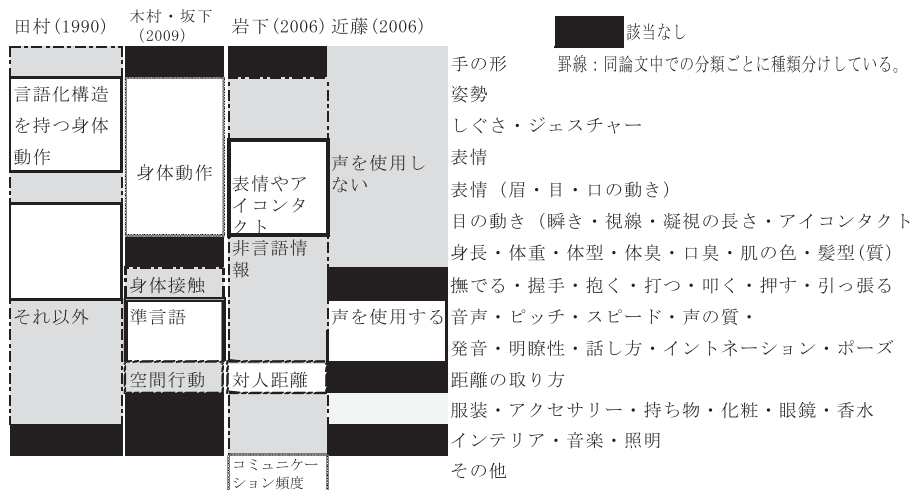 田村(1990)
木村・坂下
(2009)
岩下(2006)
近藤(2006)
該当なし
罫線：同論文中での分類ごとに種類分けしている。
言語化構造
を持つ身体
動作
それ以外
身体動作
身体接触
準言語
空間行動
表情やア
イコンタ
クト
非言語情
報
対人距離
コミュニケー
ション頻度
声を使用し
ない
声を使用する
手の形
姿勢
しぐさ・ジェスチャー
表情
表情（眉・目・口の動き）
目の動き（瞬き・視線・凝視の長さ・アイコンタクト
身長・体重・体型・体臭・口臭・肌の色・髪型(質)
撫でる・握手・抱く・打つ・叩く・押す・引っ張る
音声・ピッチ・スピード・声の質・
発音・明瞭性・話し方・イントネーション・ポーズ
距離の取り方
服装・アクセサリー・持ち物・化粧・眼鏡・香水
インテリア・音楽・照明
その他